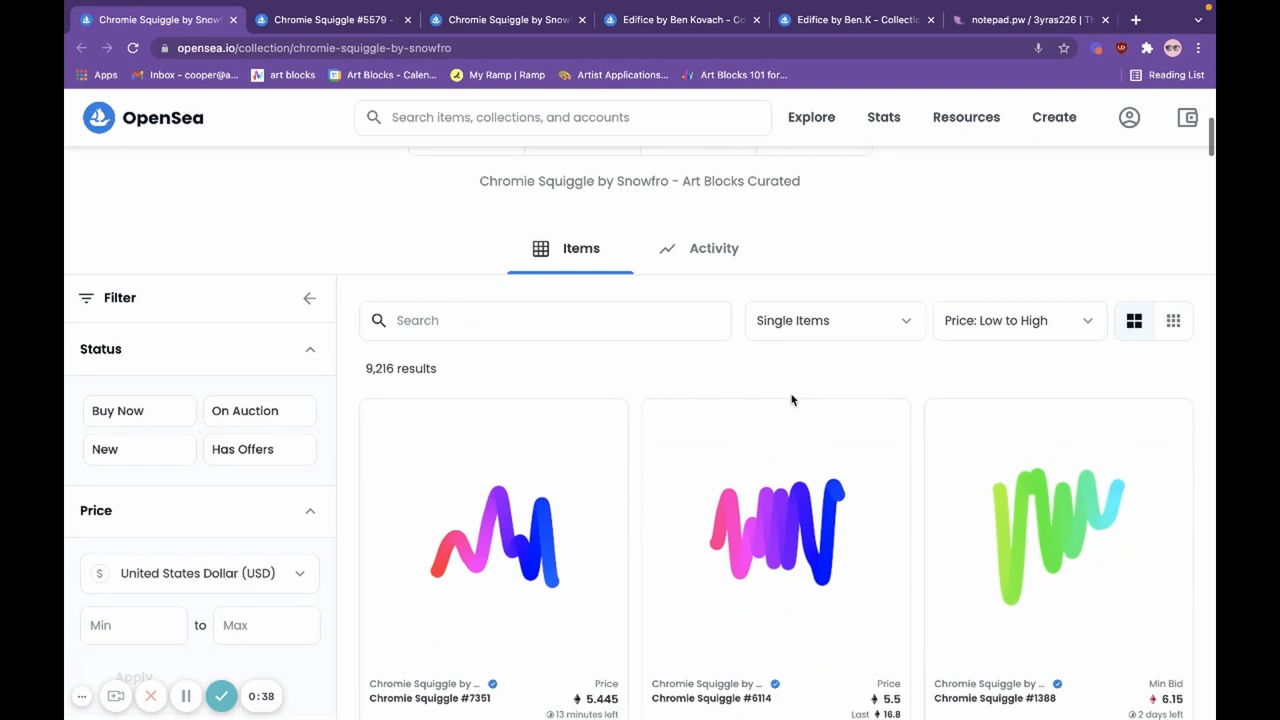 Chromie Squiggle by Snowf
Chromie Squiggle #5579 -
Chromie Squiggle by Snow
Edifice by Ben Kovach - Co
Edifice by Ben.K - Collectio
notepad.pw / 3yras226 | Th
opensea.io/collection/chromie-squiggle-by-snowfro
Apps
Inbox - cooper@a...
art blocks
Art Blocks - Calen...
My Ramp | Ramp
Artist Applications...
Art Blocks 101 for...
Reading List
OpenSea
Search items, collections, and accounts
Explore
Stats
Resources
Create
Chromie Squiggle by Snowfro - Art Blocks Curated
Items
Activity
Filter
Search
Single Items
Price: Low to High
Status
9,216 results
Buy Now
On Auction
New
Has Offers
Price
$ United States Dollar (USD)
Min
to
Max
Apply
0:38
Chromie Squiggle by ...
Price
Chromie Squiggle #7351
5.445
13 minutes left
Chromie Squiggle by ...
Price
Chromie Squiggle #6114
5.5
Last 16.8
Chromie Squiggle by ...
Min Bid
Chromie Squiggle #1388
6.15
2 days left